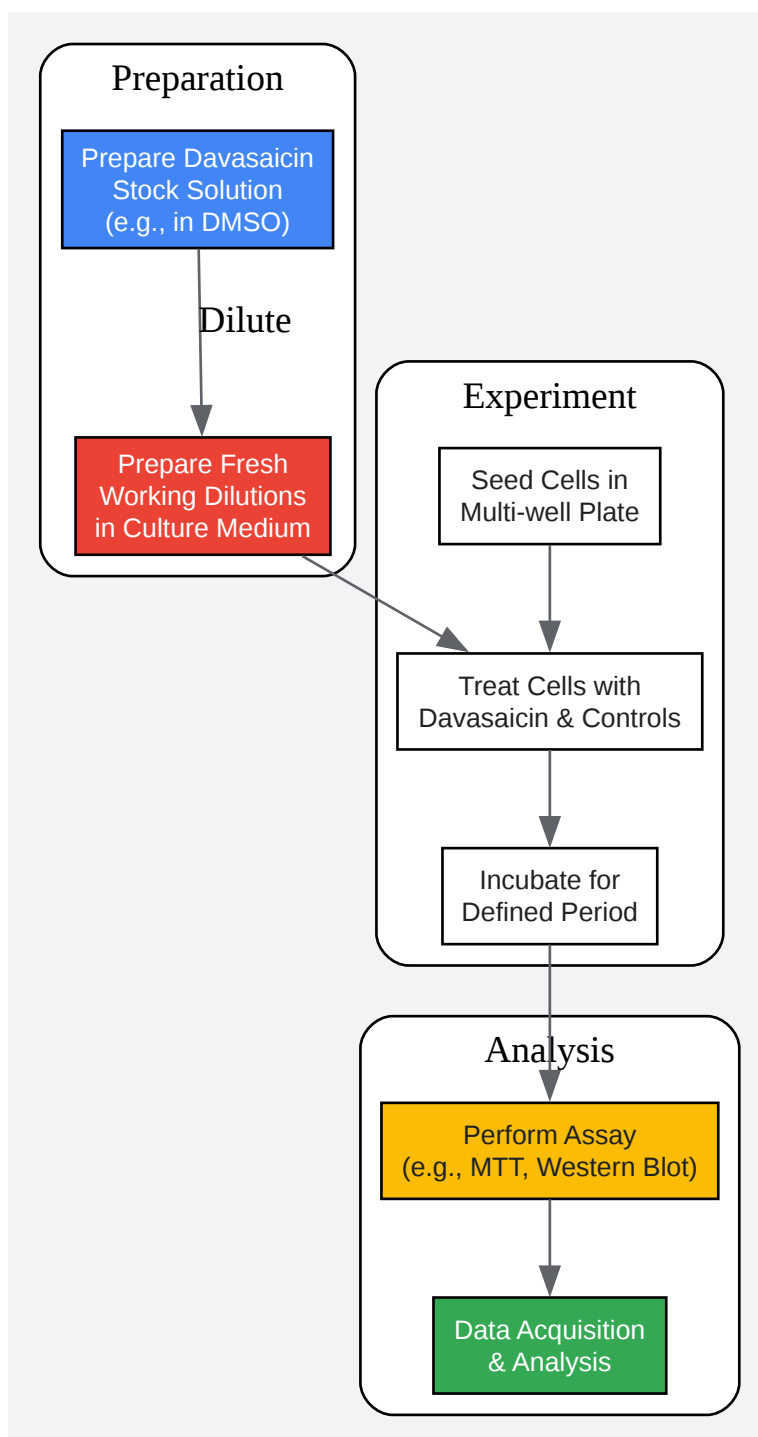 Preparation
Prepare Davasaicin
Stock Solution
(e.g., in DMSO)
Dilute
Prepare Fresh
Working Dilutions
in Culture Medium
Experiment
Seed Cells in
Multi-well Plate
Treat Cells with
Davasaicin & Controls
Incubate for
Defined Period
Analysis
Perform Assay
(e.g., MTT, Western Blot)
Data Acquisition
& Analysis